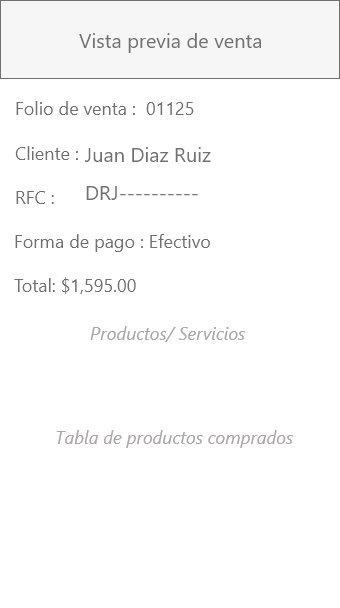 Vista previa de venta
Folio de venta : 01125
Cliente : Juan Diaz Ruiz
RFC : DRJ----------
Forma de pago : Efectivo
Total: $1,595.00
Productos/ Servicios
Tabla de productos comprados